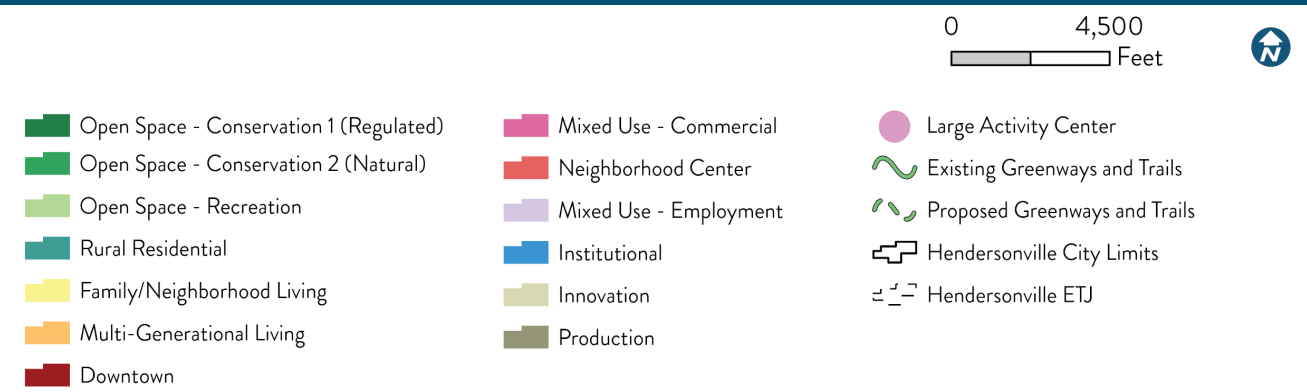 0 4,500
Feet
N
Open Space - Conservation 1 (Regulated)
Open Space - Conservation 2 (Natural)
Open Space - Recreation
Rural Residential
Family/Neighborhood Living
Multi-Generational Living
Downtown
Mixed Use - Commercial
Neighborhood Center
Mixed Use - Employment
Institutional
Innovation
Production
Large Activity Center
Existing Greenways and Trails
Proposed Greenways and Trails
Hendersonville City Limits
Hendersonville ETJ